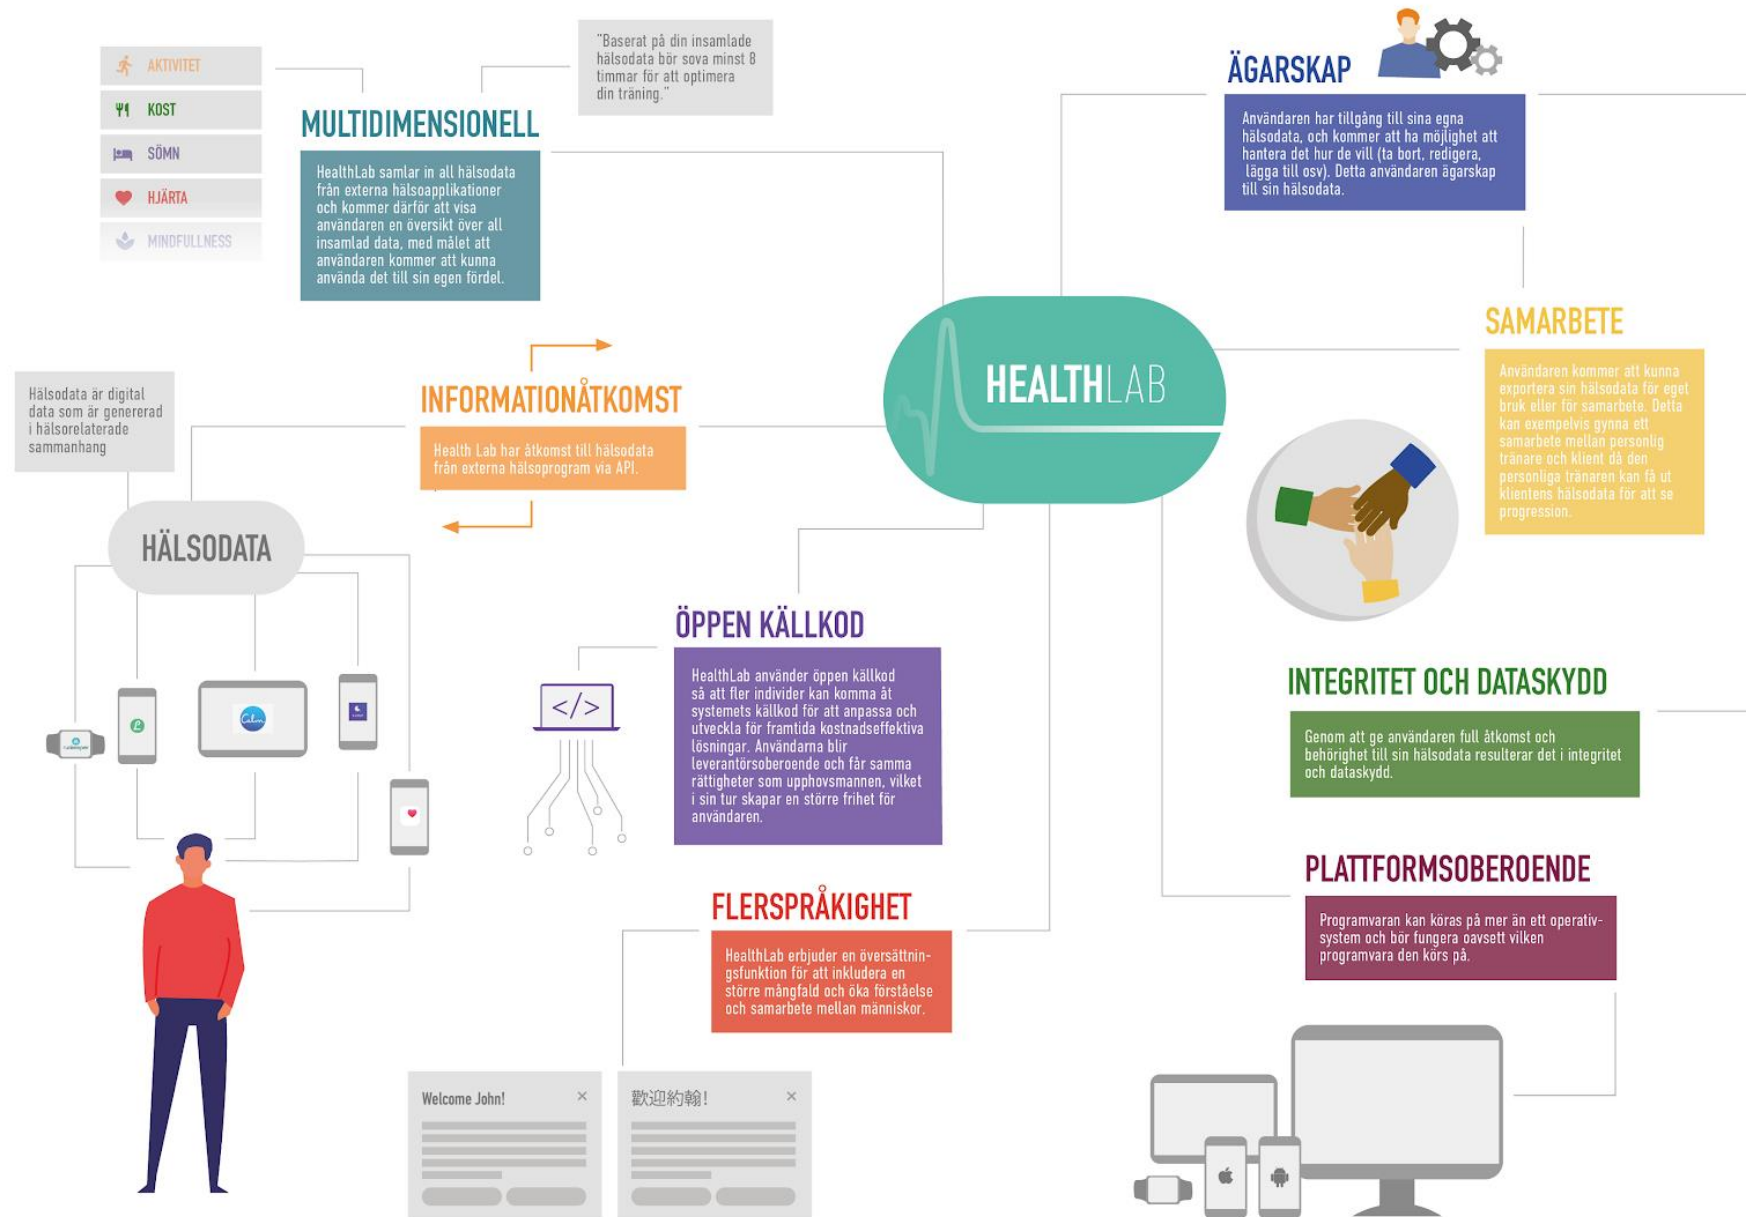 AKTIVITET
KOST
SÖMN
HJÄRTA
MINDFULLNESS
"Baserat på din insamlade
hälsodata bör sova minst 8
timmar för att optimera
din träning."
MULTIDIMENSIONELL
HealthLab samlar in all hälsodata
från externa hälsoapplikationer
och kommer därför att visa
användaren en översikt över all
insamlad data, med målet att
användaren kommer att kunna
använda det till sin egen fördel.
ÄGARSKAP
Användaren har tillgång till sina egna
hälsodata, och kommer att ha möjlighet att
hantera det hur de vill (ta bort, redigera,
lägga till osv). Detta användaren ägarskap
till sin hälsodata.
HEALTHLAB
SAMARBETE
Användaren kommer att kunna
exportera sin hälsodata för eget
bruk eller för samarbete. Detta
kan exempelvis gynna ett
samarbete mellan personlig
tränare och klient då den
personliga tränaren kan få ut
klientens hälsodata för att se
progression.
INFORMATIONÅTKOMST
Health Lab har åtkomst till hälsodata
från externa hälsoprogram via API.
Hälsodata är digital
data som är genererad
i hälsorelaterade
sammanhang
HÄLSODATA
Calm
ÖPPEN KÄLLKOD
HealthLab använder öppen källkod
så att fler individer kan komma åt
systemets källkod för att anpassa och
utveckla för framtida kostnadseffektiva
lösningar. Användarna blir
leverantörsoberoende och får samma
rättigheter som upphovsmannen, vilket
i sin tur skapar en större frihet för
användaren.
</>
INTEGRITET OCH DATASKYDD
Genom att ge användaren full åtkomst och
behörighet till sin hälsodata resulterar det i integritet
och dataskydd.
PLATTFORMSOBEROENDE
Programvaran kan köras på mer än ett operativ-
system och bör fungera oavsett vilken
programvara den körs på.
FLERSPRÅKIGHET
HealthLab erbjuder en översättnin-
gsfunktion för att inkludera en
större mångfald och öka förståelse
och samarbete mellan människor.
Welcome John!
歡迎約翰!